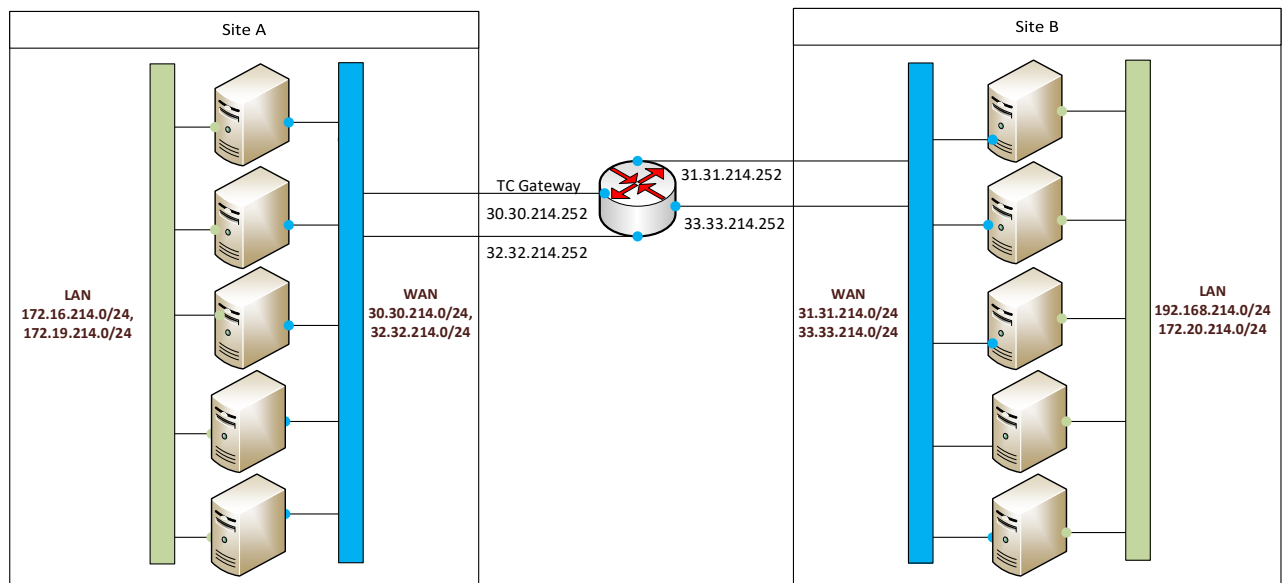 Site A
Site B
TC Gateway
30.30.214.252
32.32.214.252
31.31.214.252
33.33.214.252
LAN
172.16.214.0/24,
172.19.214.0/24
WAN
30.30.214.0/24,
32.32.214.0/24
WAN
31.31.214.0/24
33.33.214.0/24
LAN
192.168.214.0/24
172.20.214.0/24